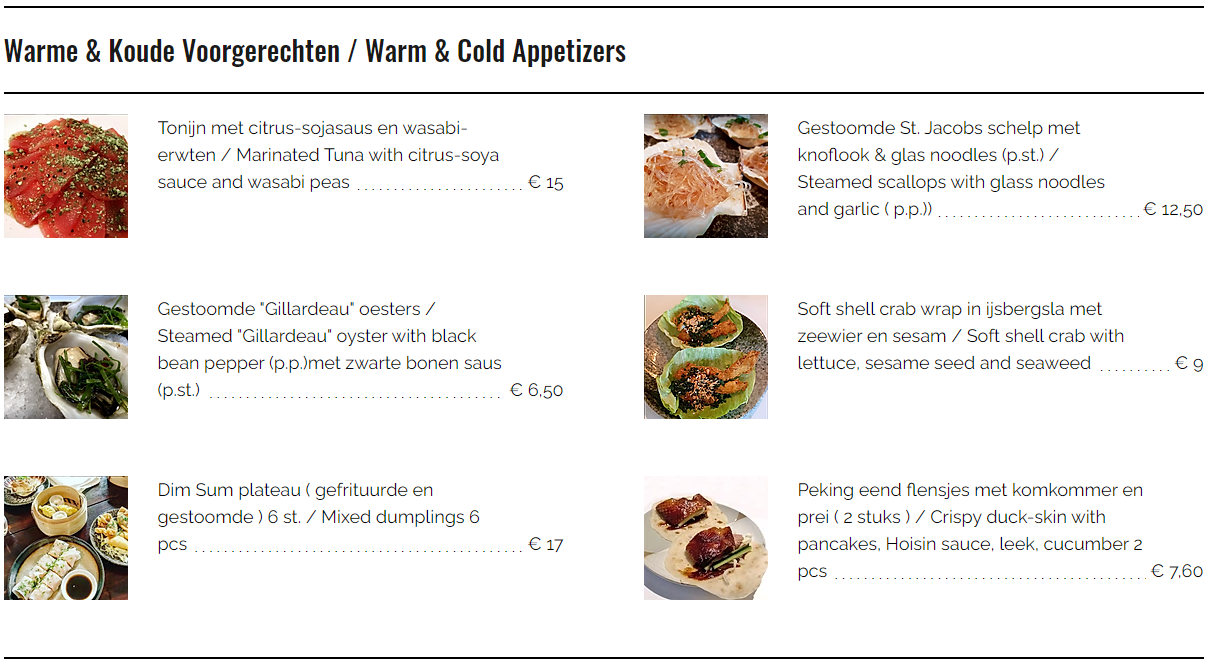 Warme & Koude Voorgerechten / Warm & Cold Appetizers
Tonijn met citrus-sojasaus en wasabi-
erwten / Marinated Tuna with citrus-soya
sauce and wasabi peas ........................ € 15
Gestoomde St. Jacobs schelp met
knoflook & glas noodles (p.st.) /
Steamed scallops with glass noodles
and garlic ( p.p.)) ............................. € 12,50
Gestoomde "Gillardeau" oesters /
Steamed "Gillardeau" oyster with black
bean pepper (p.p.)met zwarte bonen saus
(p.st.) ........................................... € 6,50
Soft shell crab wrap in ijsbergsla met
zeewier en sesam / Soft shell crab with
lettuce, sesame seed and seaweed .......... € 9
Dim Sum plateau ( gefrituurde en
gestoomde ) 6 st. / Mixed dumplings 6
pcs ................................................ € 17
Peking eend flensjes met komkommer en
prei ( 2 stuks ) / Crispy duck-skin with
pancakes, Hoisin sauce, leek, cucumber 2
pcs ............................................. € 7,60